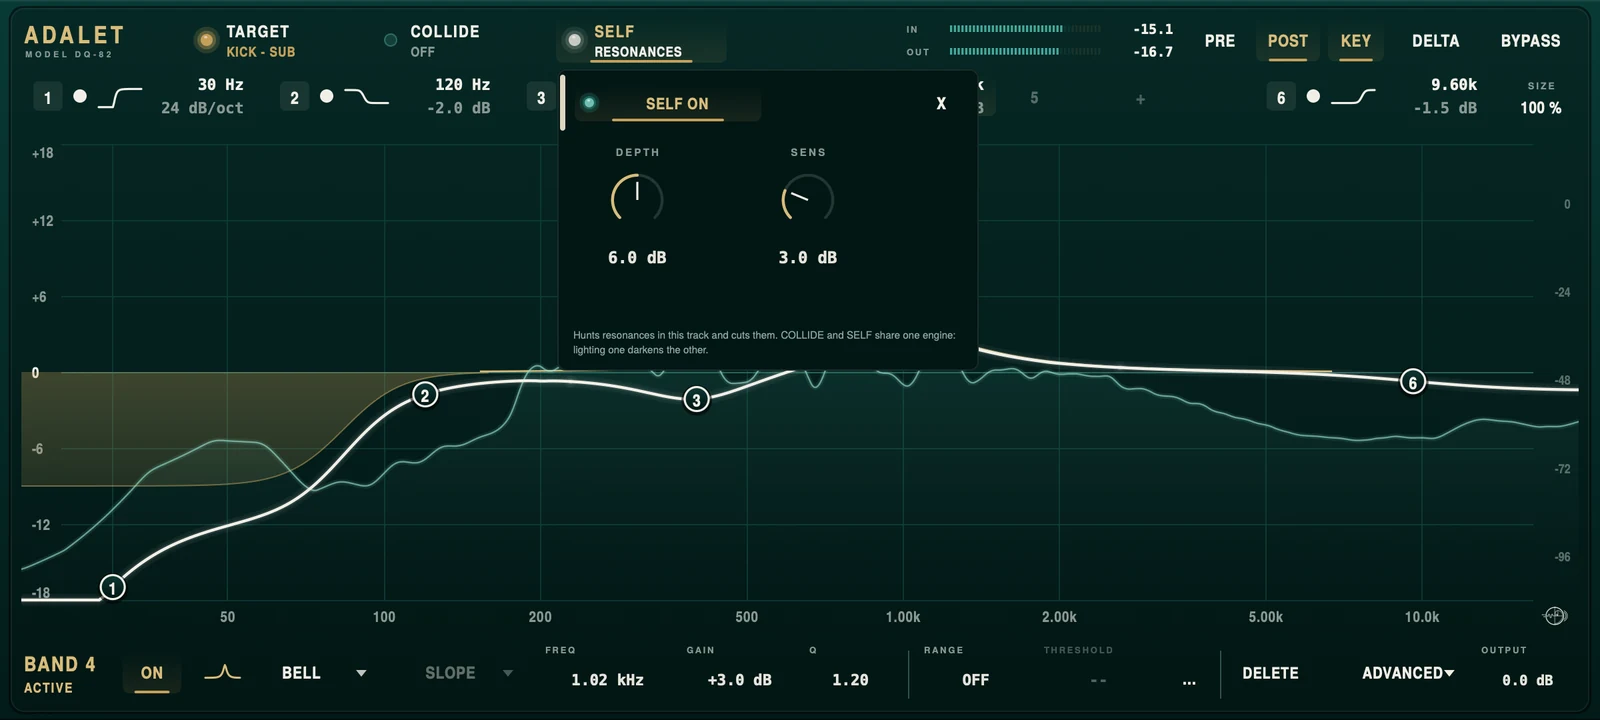 ADALET
MODEL DQ-82
TARGET
KICK - SUB
COLLIDE
OFF
SELF
RESONANCES
IN
-15.1
OUT
-16.7
PRE
POST
KEY
DELTA
BYPASS
1
30 Hz
24 dB/oct
2
120 Hz
-2.0 dB
3
5
+
6
9.60k
-1.5 dB
SIZE
100 %
SELF ON
X
DEPTH
SENS
6.0 dB
3.0 dB
Hunts resonances in this track and cuts them. COLLIDE and SELF share one engine:
lighting one darkens the other.
+18
+12
+6
0
-6
-12
-18
0
-24
-48
-72
-96
1
2
3
6
50
100
200
500
1.00k
2.00k
5.00k
10.0k
BAND 4
ACTIVE
ON
BELL
SLOPE
FREQ
1.02 kHz
GAIN
+3.0 dB
Q
1.20
RANGE
OFF
THRESHOLD
--
...
DELETE
ADVANCED
OUTPUT
0.0 dB